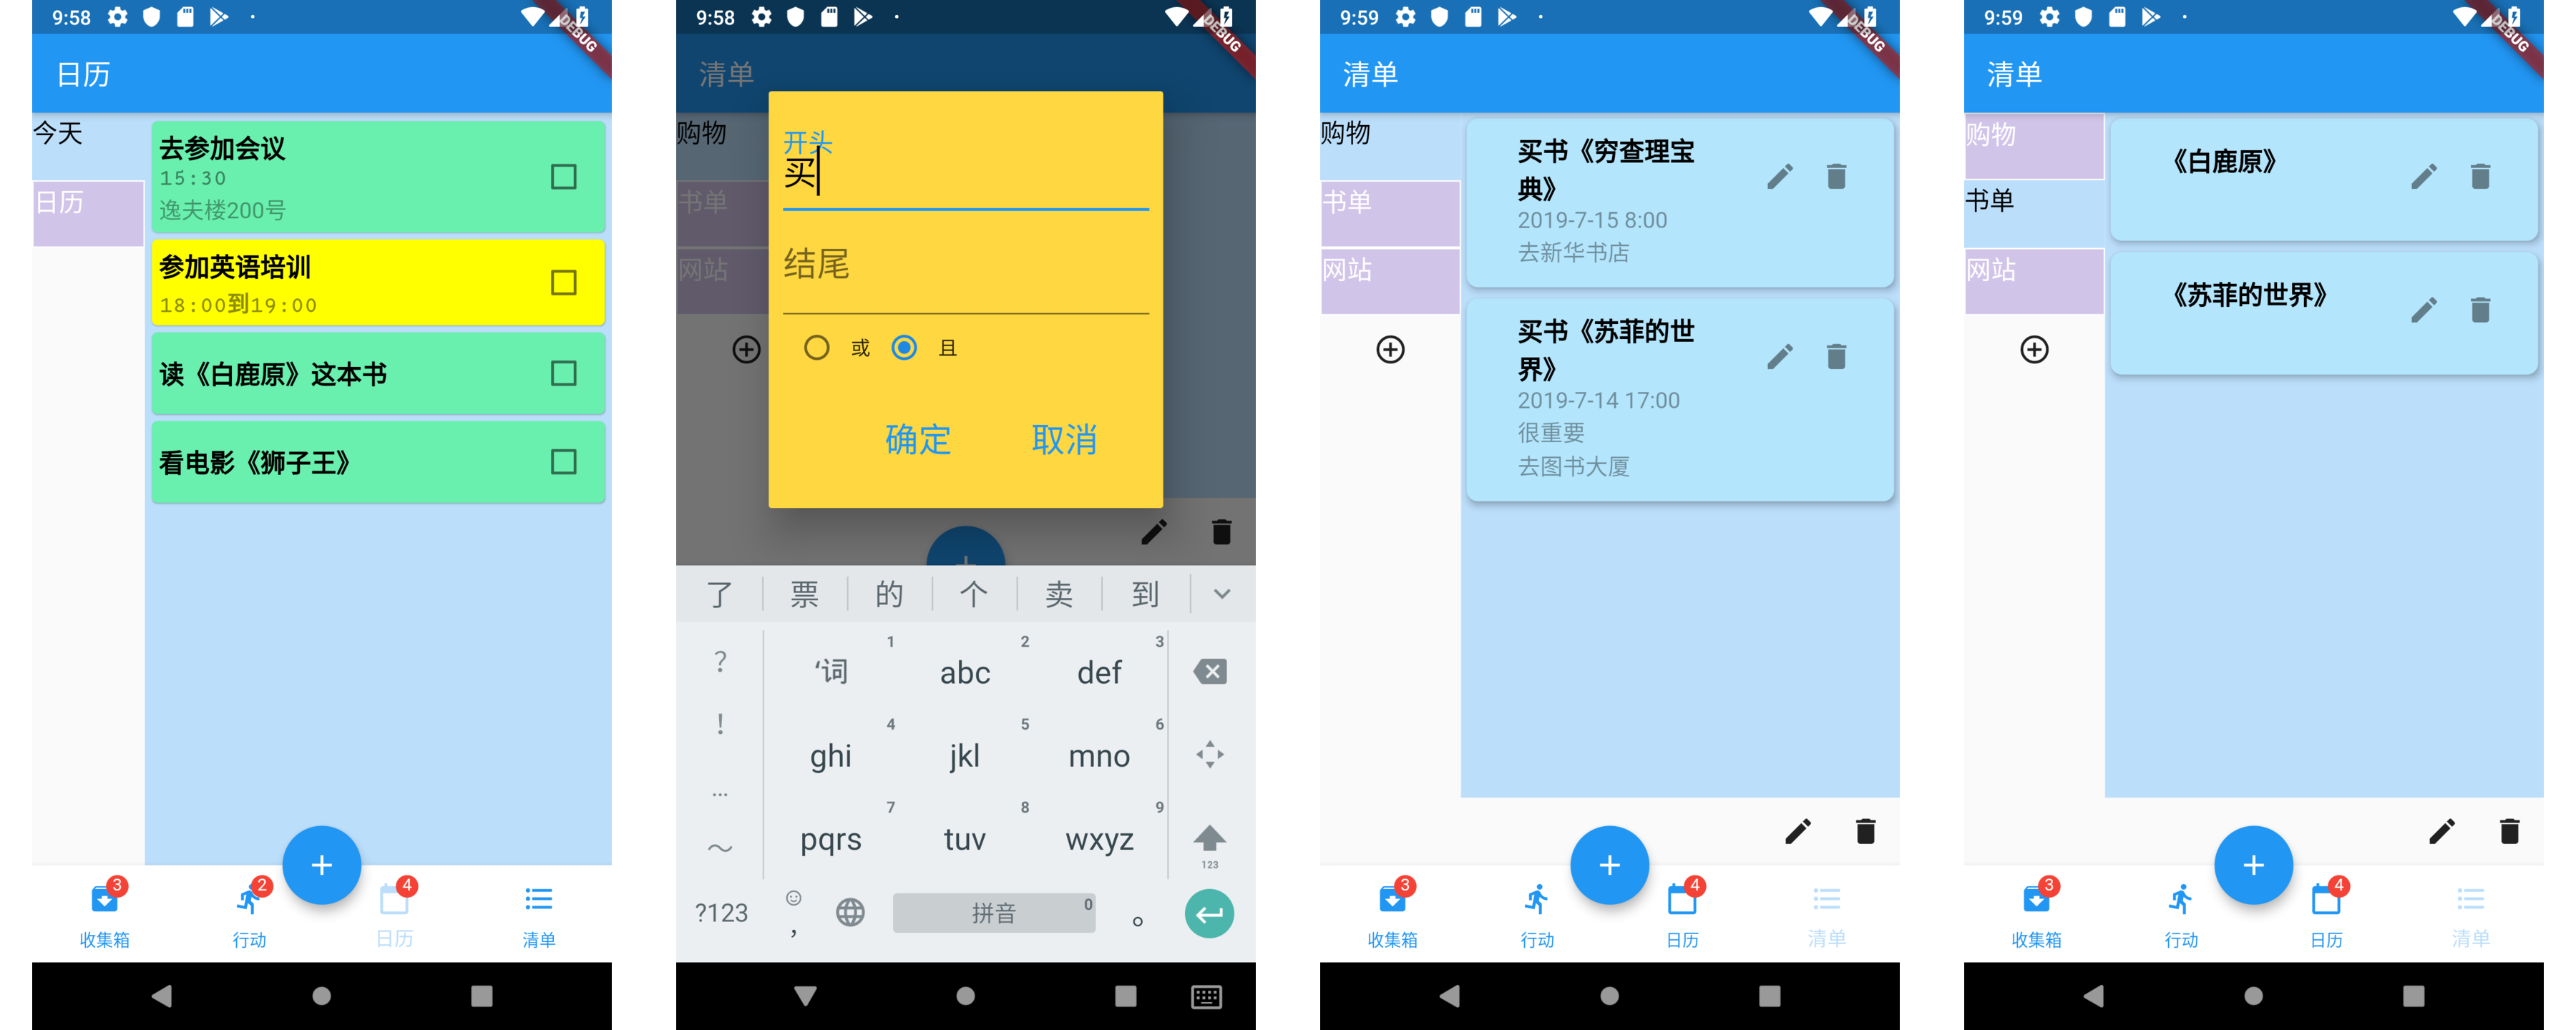 9:58
DEBUG
日历
今天
日历
去参加会议
15:30
逸夫楼200号
参加英语培训
18:00到19:00
读《白鹿原》这本书
看电影《狮子王》
+
3
2
4
收集箱
行动
日历
清单
9:58
DEBUG
清单
购物
书单
网站
开头
买
结尾
或
且
确定
取消
了
票
的
个
卖
到
?
1
'词
2
abc
3
def
!
4
ghi
5
jkl
6
mno
...
7
pqrs
8
tuv
9
wxyz
～
123
?123
,
拼音
0
。
9:59
DEBUG
清单
购物
书单
网站
买书《穷查理宝
典》
2019-7-15 8:00
去新华书店
买书《苏菲的世
界》
2019-7-14 17:00
很重要
去图书大厦
+
3
4
收集箱
行动
日历
清单
9:59
DEBUG
清单
购物
书单
网站
《白鹿原》
《苏菲的世界》
+
3
4
收集箱
行动
日历
清单